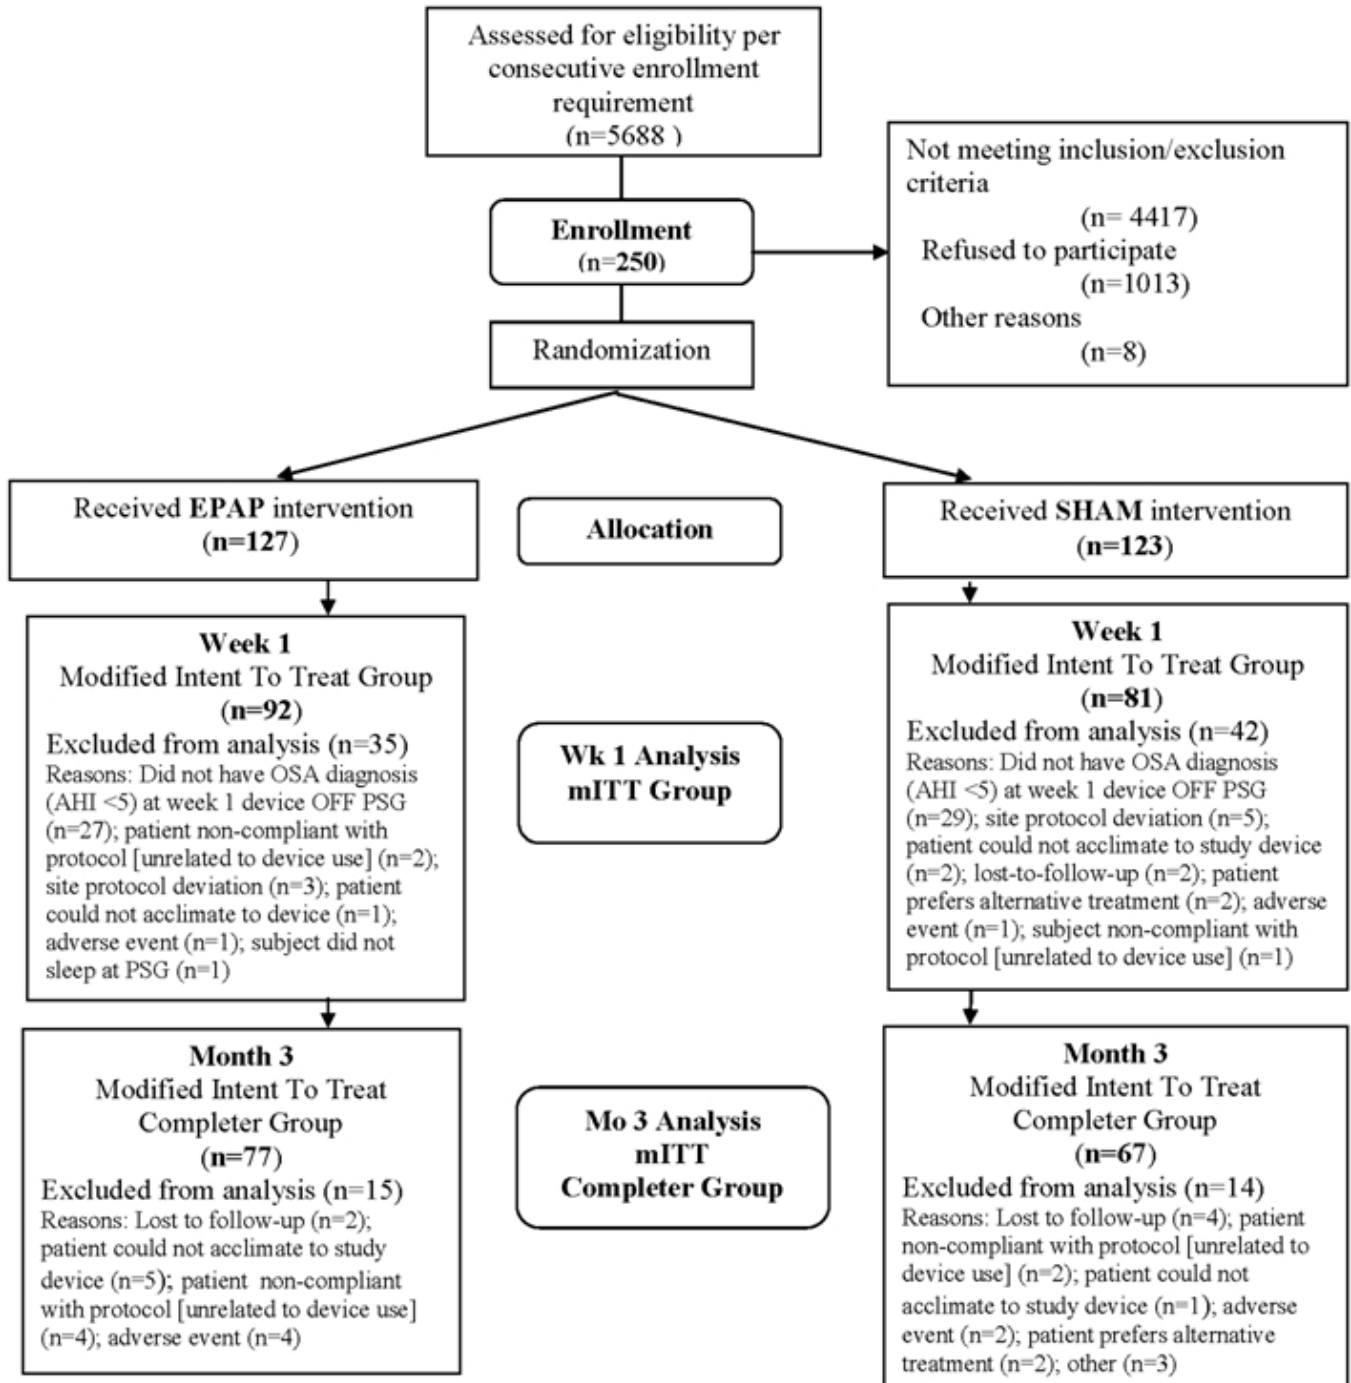 Assessed for eligibility per
consecutive enrollment
requirement
(n=5688 )
Not meeting inclusion/exclusion
criteria
(n= 4417)
Refused to participate
(n=1013)
Other reasons
(n=8)
Enrollment
(n=250)
Randomization
Received EPAP intervention
(n=127)
Allocation
Received SHAM intervention
(n=123)
Week 1
Modified Intent To Treat Group
(n=92)
Excluded from analysis (n=35)
Reasons: Did not have OSA diagnosis
(AHI <5) at week 1 device OFF PSG
(n=27); patient non-compliant with
protocol [unrelated to device use] (n=2);
site protocol deviation (n=3); patient
could not acclimate to device (n=1);
adverse event (n=1); subject did not
sleep at PSG (n=1)
Wk 1 Analysis
mITT Group
Week 1
Modified Intent To Treat Group
(n=81)
Excluded from analysis (n=42)
Reasons: Did not have OSA diagnosis
(AHI <5) at week 1 device OFF PSG
(n=29); site protocol deviation (n=5);
patient could not acclimate to study device
(n=2); lost-to-follow-up (n=2); patient
prefers alternative treatment (n=2); adverse
event (n=1); subject non-compliant with
protocol [unrelated to device use] (n=1)
Month 3
Modified Intent To Treat
Completer Group
(n=77)
Excluded from analysis (n=15)
Reasons: Lost to follow-up (n=2);
patient could not acclimate to study
device (n=5); patient  non-compliant
with protocol [unrelated to device use]
(n=4); adverse event (n=4)
Mo 3 Analysis
mITT
Completer Group
Month 3
Modified Intent To Treat
Completer Group
(n=67)
Excluded from analysis (n=14)
Reasons: Lost to follow-up (n=4); patient
non-compliant with protocol [unrelated to
device use] (n=2); patient could not
acclimate to study device (n=1); adverse
event (n=2); patient prefers alternative
treatment (n=2); other (n=3)